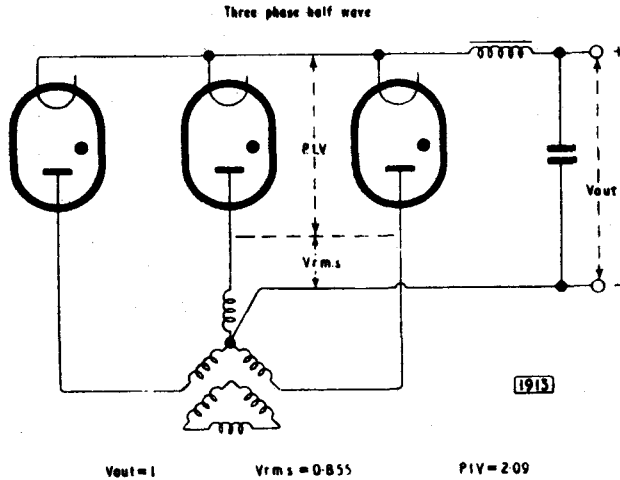 Three phase half wave
+
P.I.V
Vout
Vr.m.s
-
1913
Vout = 1 Vrms = 0·855 PIV = 2·09